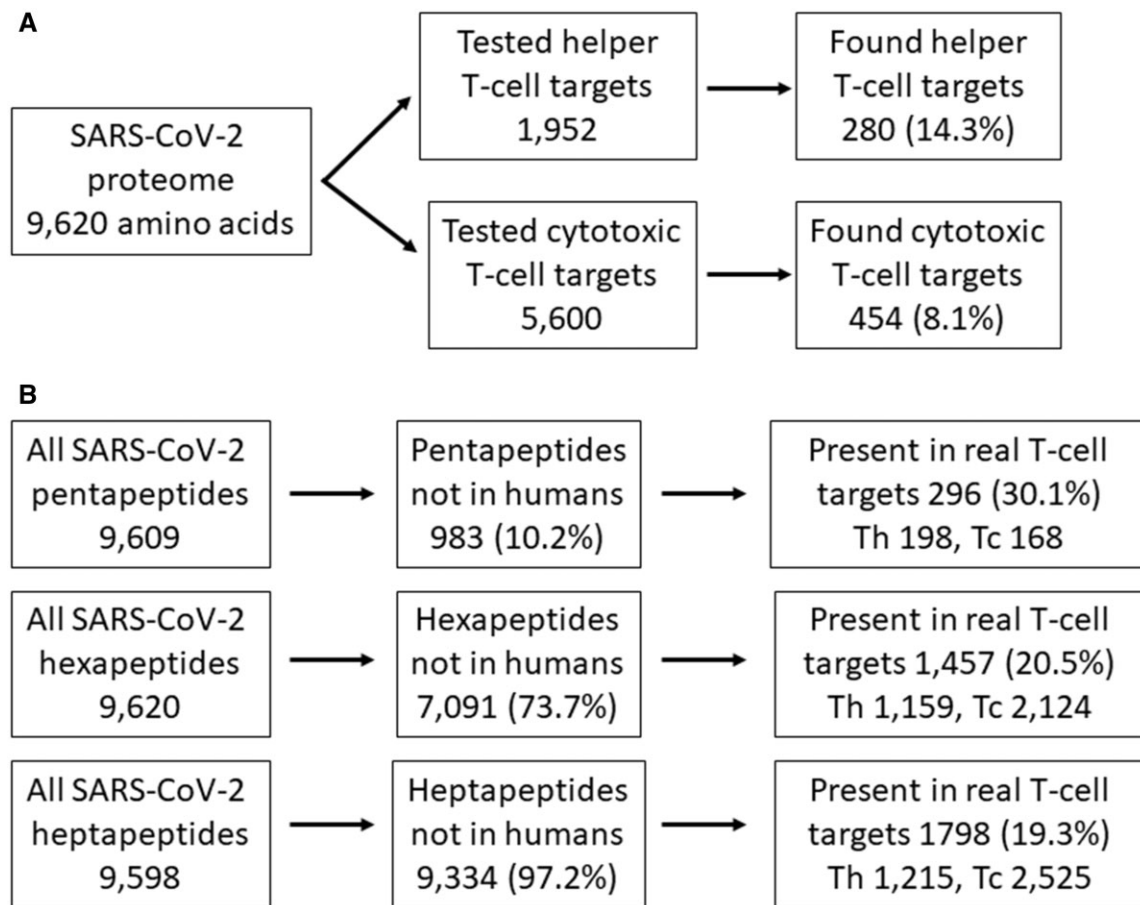 A
SARS-CoV-2
proteome
9,620 amino acids
Tested helper
T-cell targets
1,952
Found helper
T-cell targets
280 (14.3%)
Tested cytotoxic
T-cell targets
5,600
Found cytotoxic
T-cell targets
454 (8.1%)
B
All SARS-CoV-2
pentapeptides
9,609
Pentapeptides
not in humans
983 (10.2%)
Present in real T-cell
targets 296 (30.1%)
Th 198, Tc 168
All SARS-CoV-2
hexapeptides
9,620
Hexapeptides
not in humans
7,091 (73.7%)
Present in real T-cell
targets 1,457 (20.5%)
Th 1,159, Tc 2,124
All SARS-CoV-2
heptapeptides
9,598
Heptapeptides
not in humans
9,334 (97.2%)
Present in real T-cell
targets 1798 (19.3%)
Th 1,215, Tc 2,525